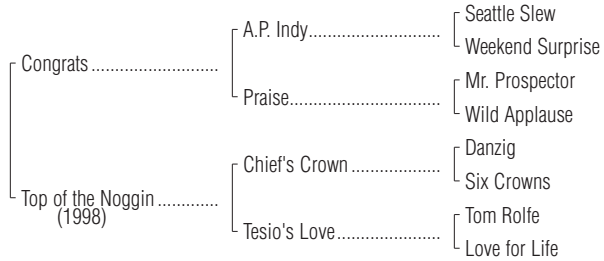 Seattle Slew
A.P. Indy..............................
Weekend Surprise
Congrats.............................
Mr. Prospector
Praise...................................
Wild Applause
Danzig
Chief's Crown....................
Six Crowns
Top of the Noggin.............
(1998)
Tom Rolfe
Tesio's Love.......................
Love for Life